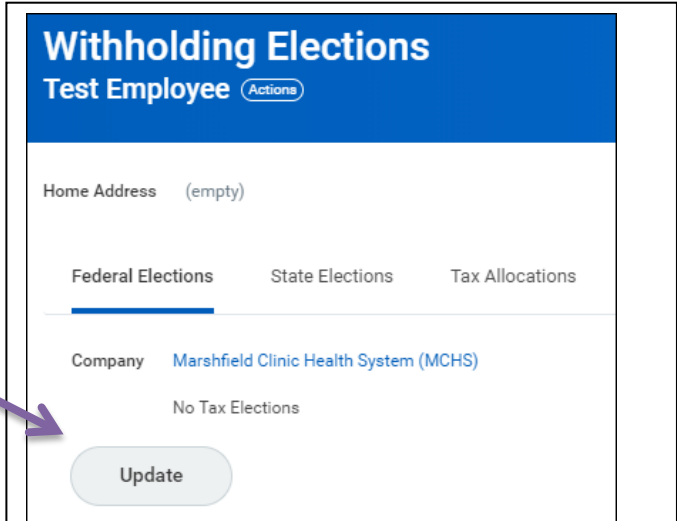 Withholding Elections
Test Employee Actions
Home Address (empty)
Federal Elections State Elections Tax Allocations
Company Marshfield Clinic Health System (MCHS)
No Tax Elections
Update